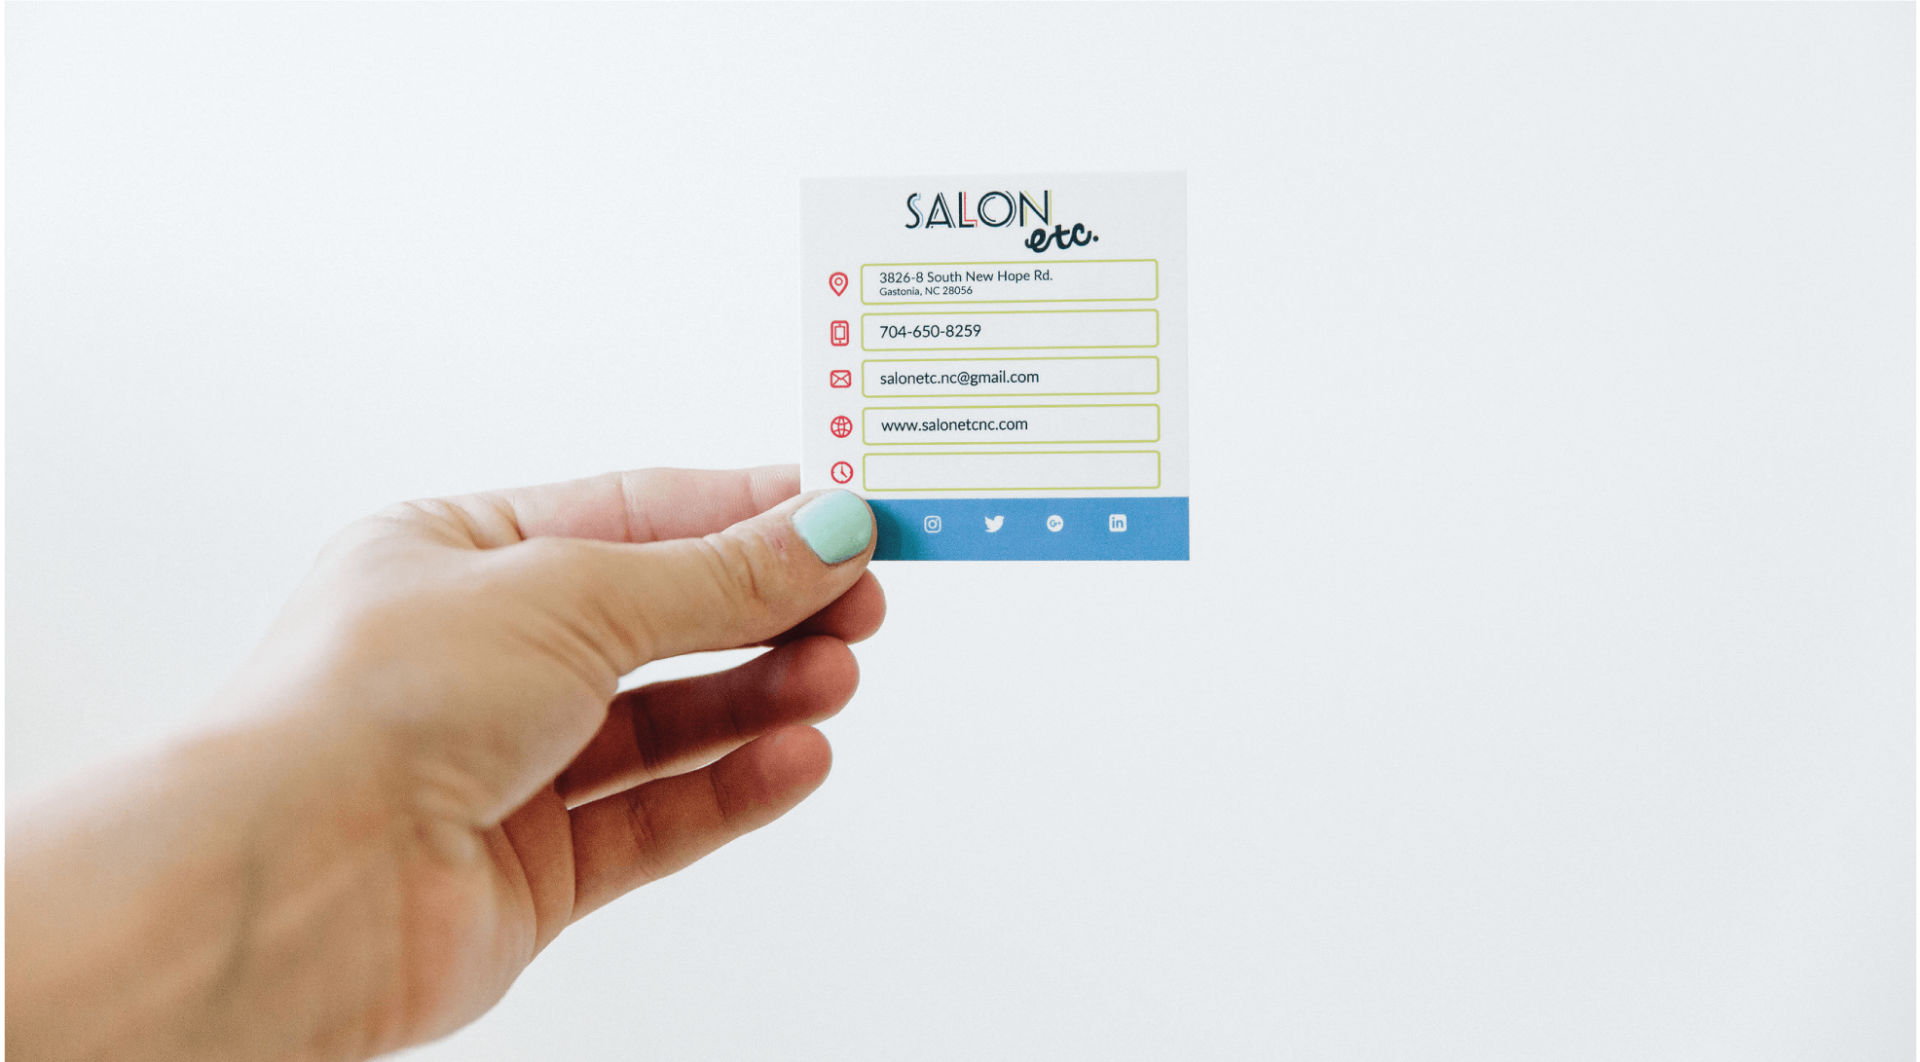 SALON
etc.
3826-8 South New Hope Rd.
Gastonia, NC 28056
704-650-8259
salonetc.nc@gmail.com
www.salonetcnc.com
G+
in